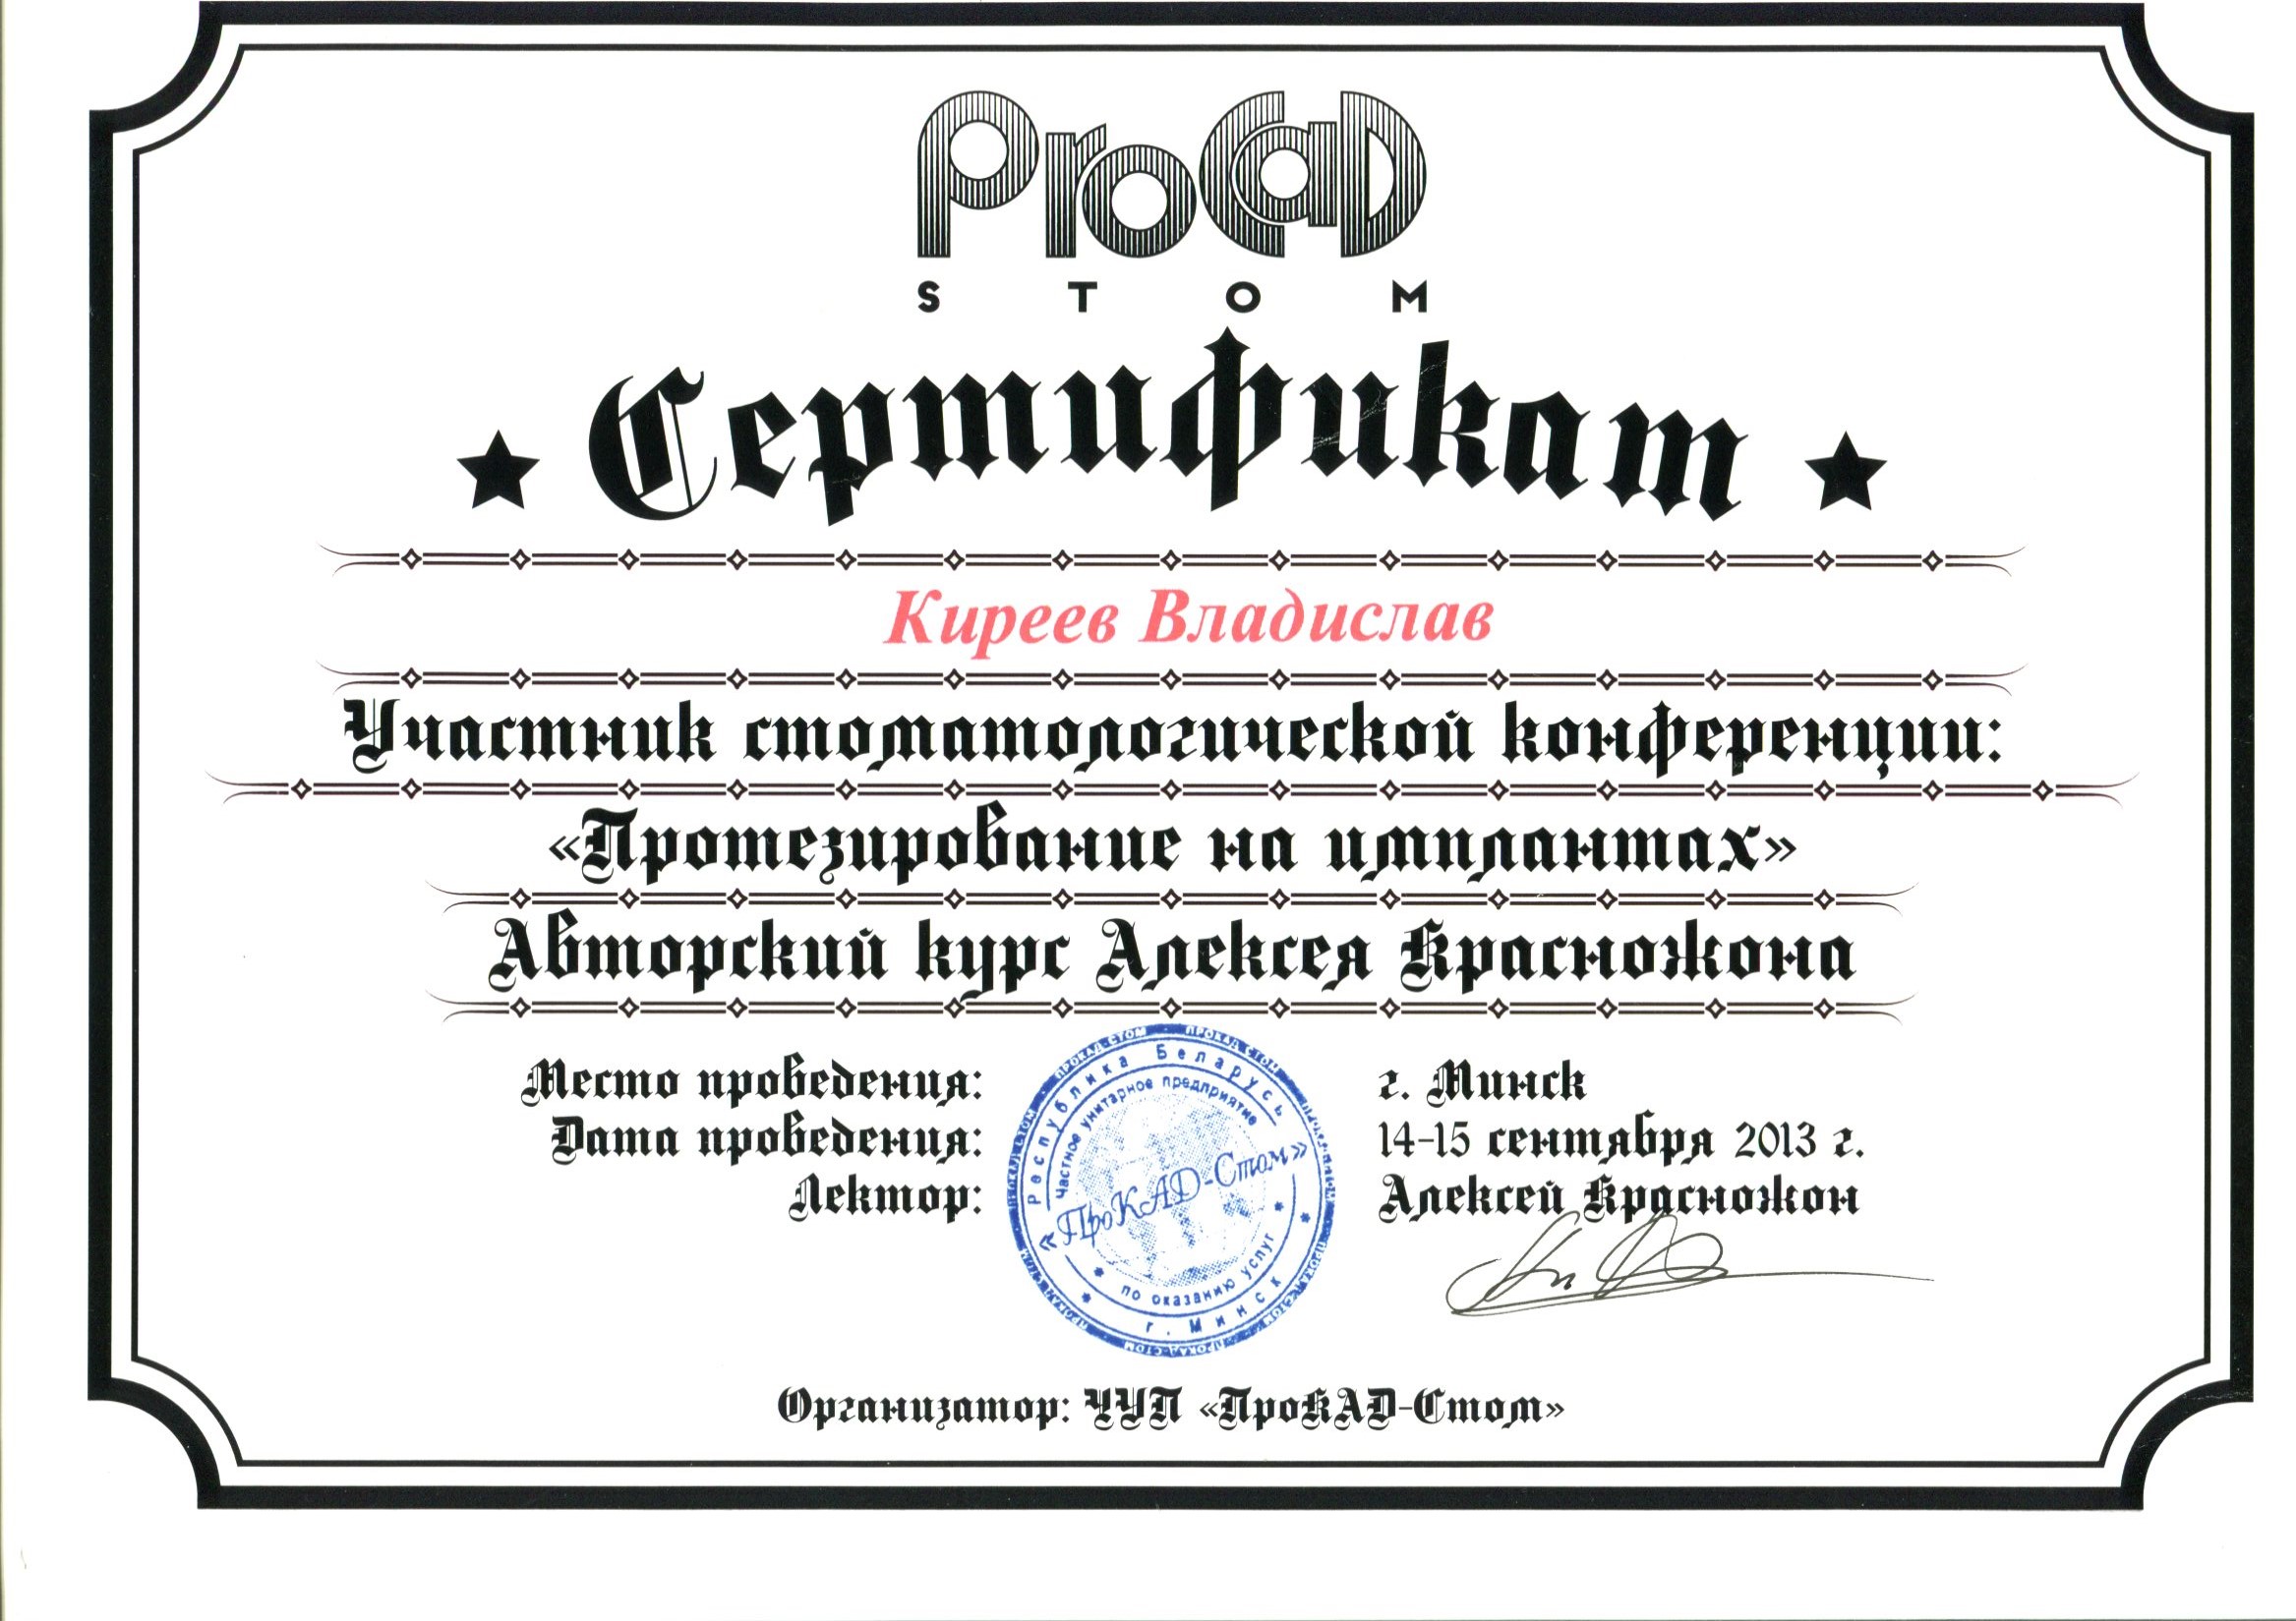 ProCaD
STOM
Сертификат
Киреев Владислав
Участник стоматологической конференции:
«Протезирование на имплантах»
Авторский курс Алексея Красножона
Место проведения: г. Минск
Дата проведения: 14-15 сентября 2013 г.
Лектор: Алексей Красножон
ПРОКАД-СТОМ · ПРОКАД-СТОМ
Республика Беларусь
Частное унитарное предприятие
«ПроКАД-Стом»
по оказанию услуг
г. Минск
Организатор: ЧУП «ПроКАД-Стом»